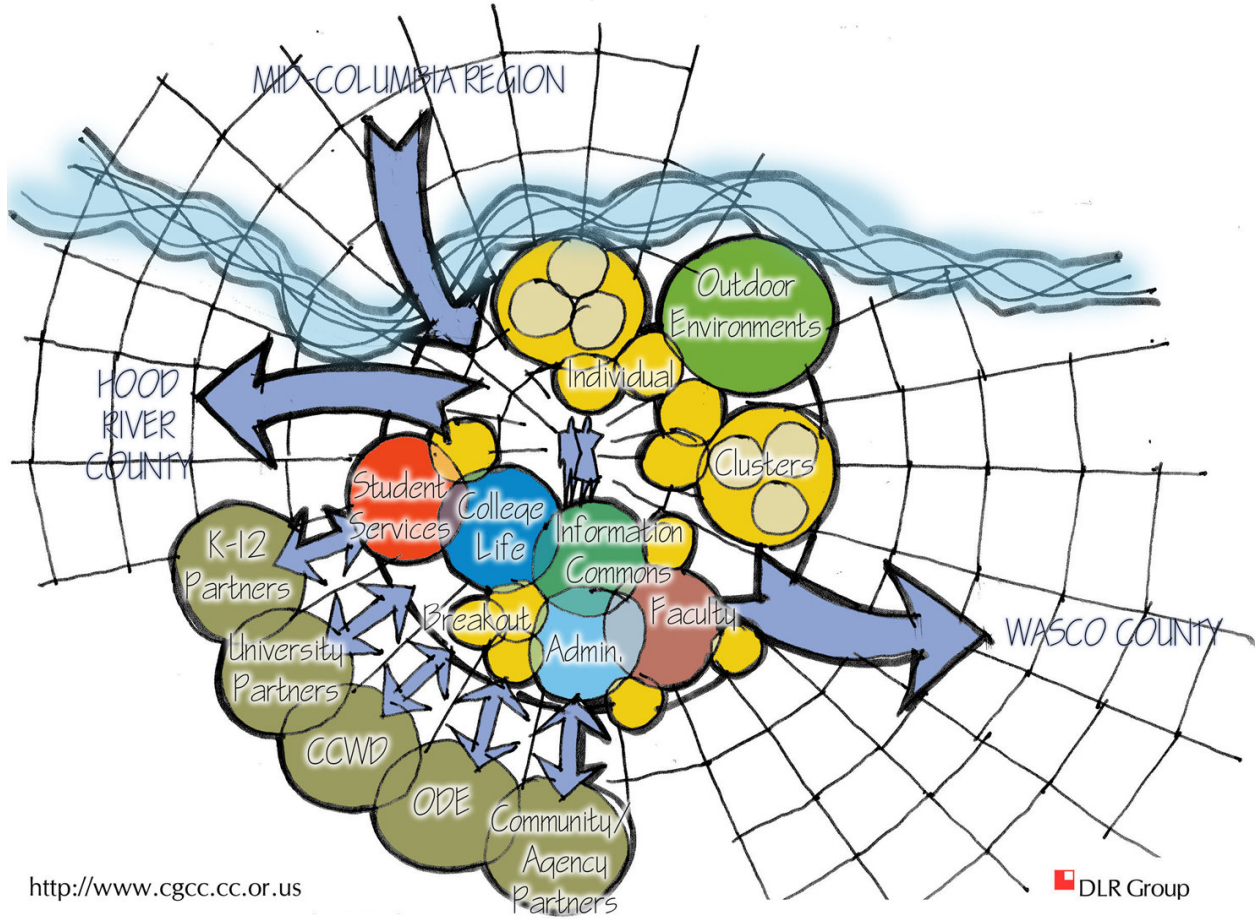 MID-COLUMBIA REGION
Outdoor
Environments
Individual
HOOD
RIVER
COUNTY
Clusters
Student
Services
College
Life
Information
Commons
K-12
Partners
Breakout
Faculty
Admin.
WASCO COUNTY
University
Partners
CCWD
ODE
Community/
Agency
Partners
http://www.cgcc.cc.or.us
DLR Group